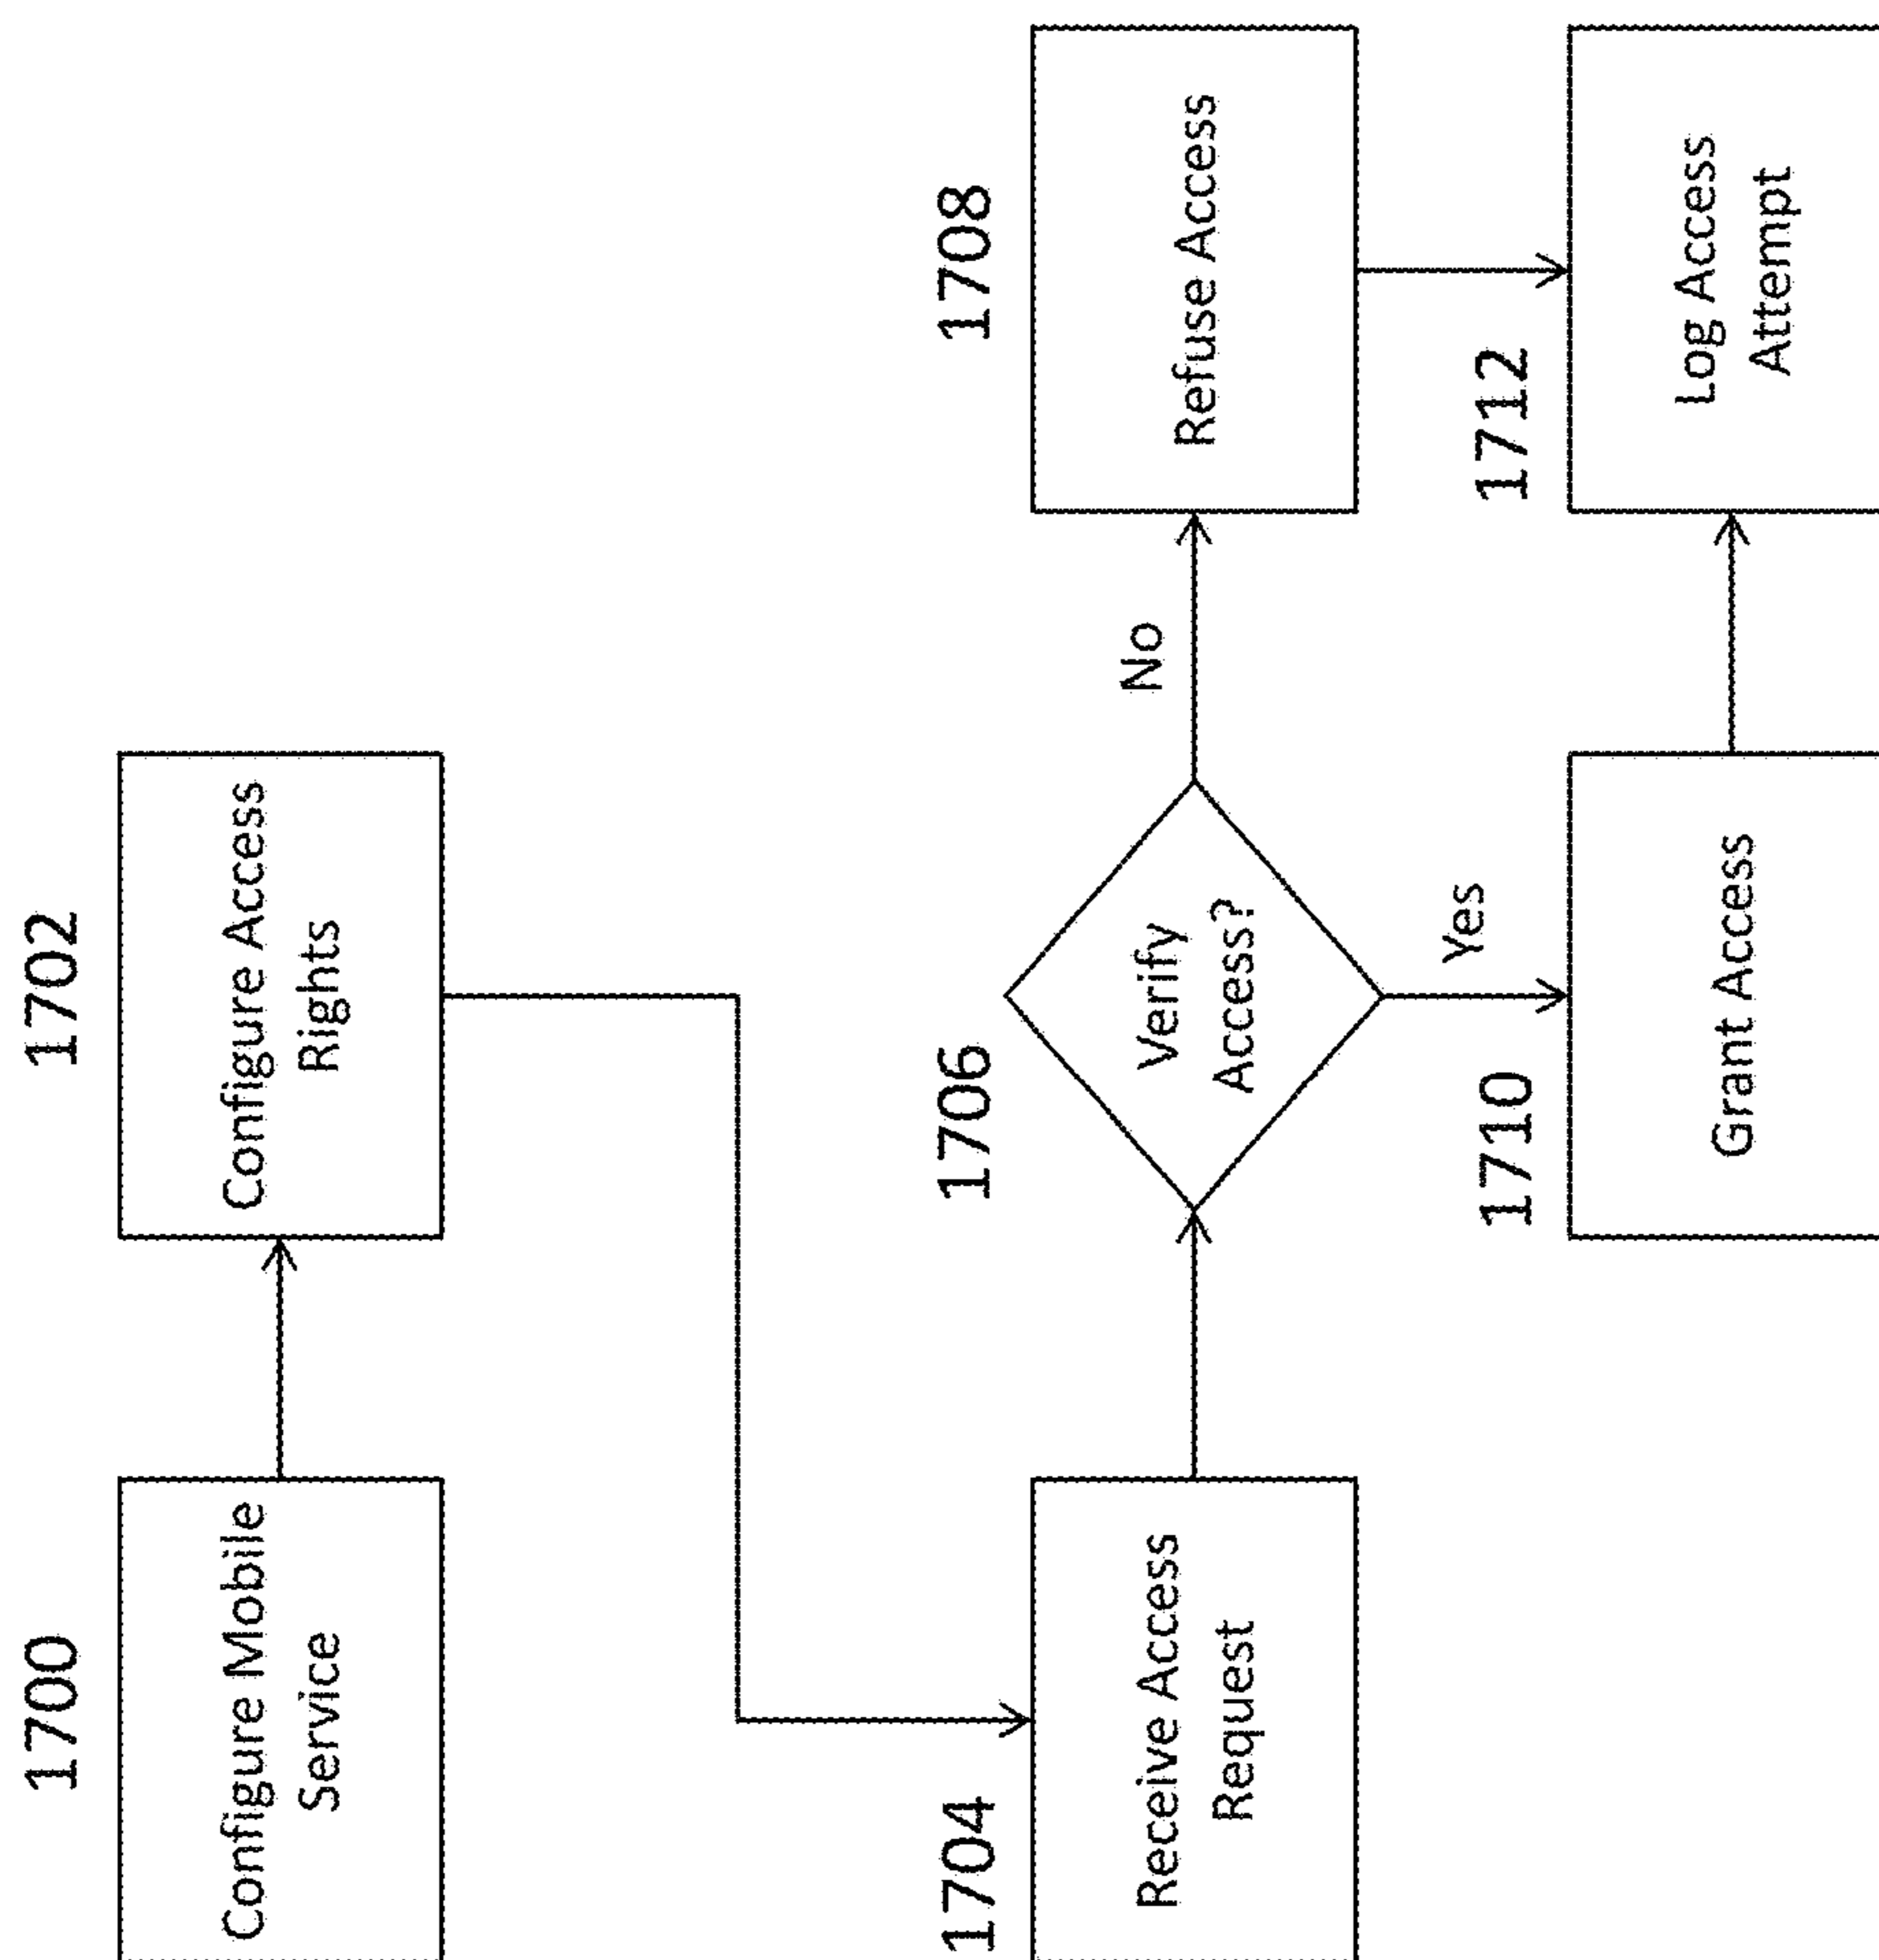 1700
Configure Mobile
Service
1702
Configure Access
Rights
1704
Receive Access
Request
1706
Verify
Access?
No
1708
Refuse Access
Yes
1710
Grant Access
1712
Log Access
Attempt